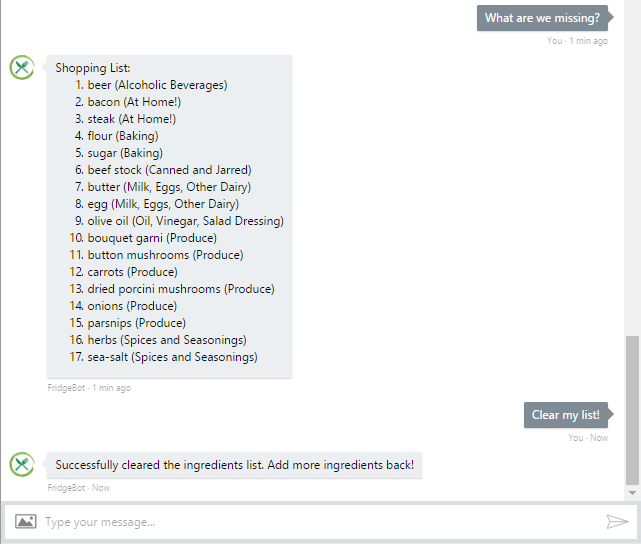 What are we missing?
You · 1 min ago
Shopping List:
1. beer (Alcoholic Beverages)
2. bacon (At Home!)
3. steak (At Home!)
4. flour (Baking)
5. sugar (Baking)
6. beef stock (Canned and Jarred)
7. butter (Milk, Eggs, Other Dairy)
8. egg (Milk, Eggs, Other Dairy)
9. olive oil (Oil, Vinegar, Salad Dressing)
10. bouquet garni (Produce)
11. button mushrooms (Produce)
12. carrots (Produce)
13. dried porcini mushrooms (Produce)
14. onions (Produce)
15. parsnips (Produce)
16. herbs (Spices and Seasonings)
17. sea-salt (Spices and Seasonings)
FridgeBot · 1 min ago
Clear my list!
You · Now
Successfully cleared the ingredients list. Add more ingredients back!
FridgeBot · Now
Type your message...